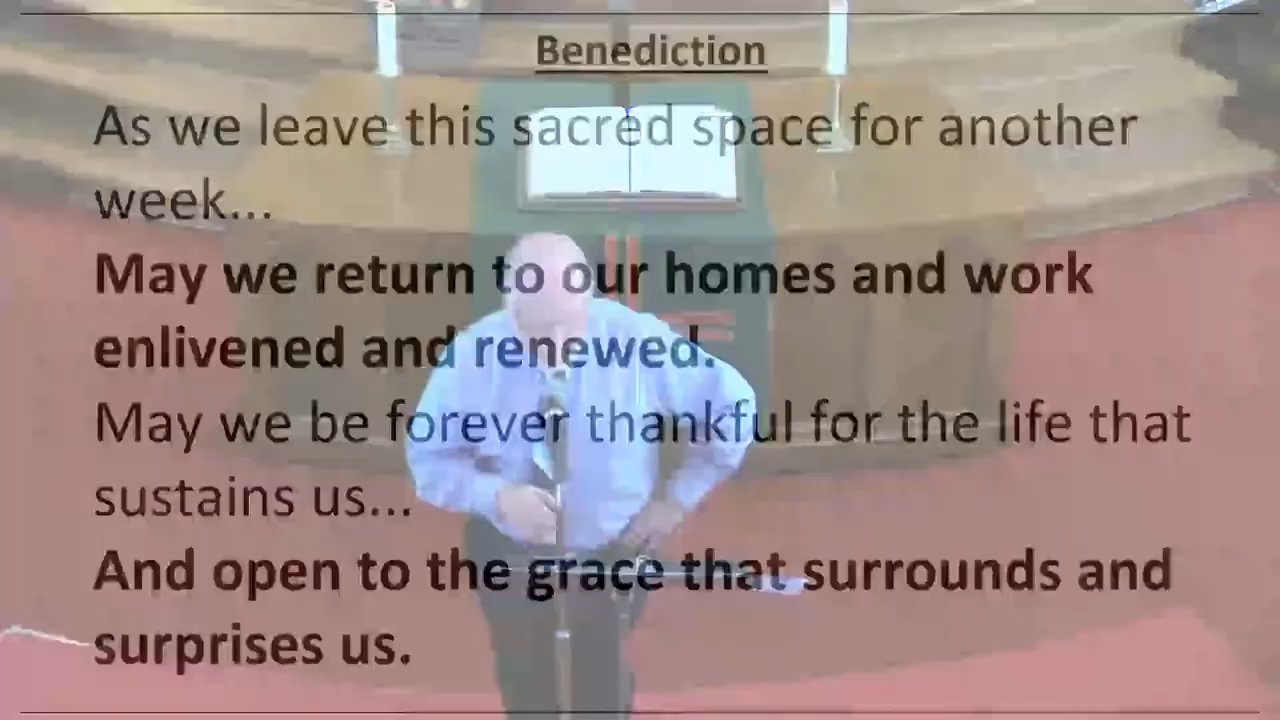 Benediction
As we leave this sacred space for another
week...
May we return to our homes and work
enlivened and renewed.
May we be forever thankful for the life that
sustains us...
And open to the grace that surrounds and
surprises us.